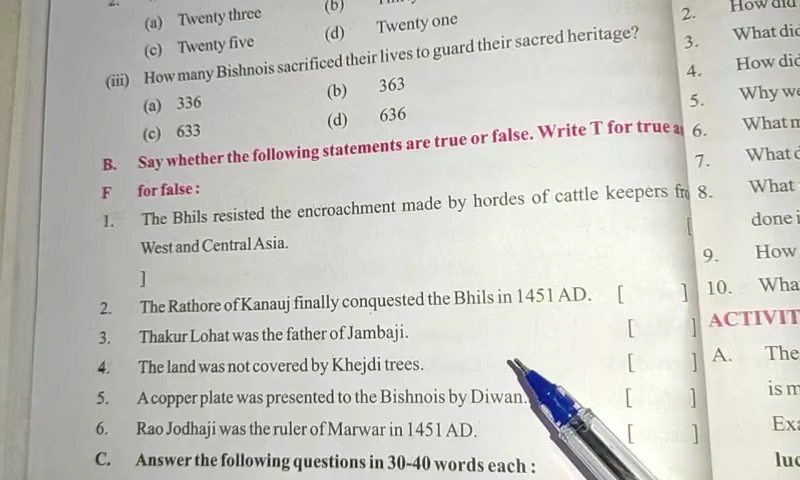 (b)
(a) Twenty three
(c) Twenty five
(d) Twenty one
(iii) How many Bishnois sacrificed their lives to guard their sacred heritage?
(a) 336
(b) 363
(c) 633
(d) 636
B. Say whether the following statements are true or false. Write T for true a
F for false :
1. The Bhils resisted the encroachment made by hordes of cattle keepers fro
West and Central Asia. [
]
2. The Rathore of Kanauj finally conquested the Bhils in 1451 AD. [ ]
3. Thakur Lohat was the father of Jambaji. [ ]
4. The land was not covered by Khejdi trees. [ ]
5. A copper plate was presented to the Bishnois by Diwan. [ ]
6. Rao Jodhaji was the ruler of Marwar in 1451 AD. [ ]
C. Answer the following questions in 30-40 words each :
2. How did
3. What did
4. How did
5. Why we
6. What m
7. What d
8. What
done i
9. How
10. Wha
ACTIVIT
A. The
is m
Exa
luc